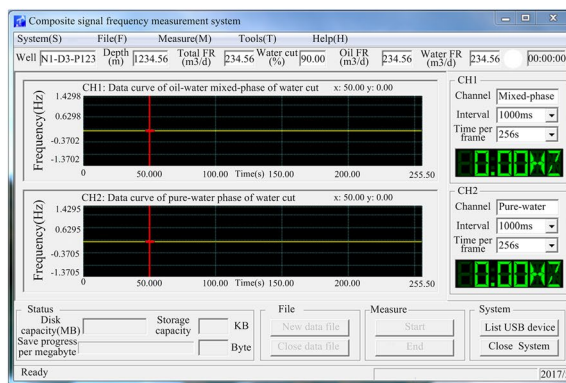 Composite signal frequency measurement system
System(S) File(F) Measure(M) Tools(T) Help(H)
Well N1-D3-P123 Depth (m) 1234.56 Total FR (m3/d) 234.56 Water cut (%) 90.00 Oil FR (m3/d) 234.56 Water FR (m3/d) 234.56 00:00:00
CH1: Data curve of oil-water mixed-phase of water cut x: 50.00 y: 0.00
Frequency(Hz)
1.4298
0.6298
-0.3702
-1.3702
0 50.000 100.00 Time(s) 150.00 200.00 255.50
CH1
Channel Mixed-phase
Interval 1000ms
Time per frame 256s
0.00HZ
CH2: Data curve of pure-water phase of water cut x: 50.00 y: 0.00
Frequency(Hz)
1.4295
0.6295
-0.3705
-1.3705
0 50.000 100.00 Time(s) 150.00 200.00 255.50
CH2
Channel Pure-water
Interval 1000ms
Time per frame 256s
0.00HZ
Status
Disk capacity(MB) Storage capacity KB
Save progress per megabyte Byte
File
New data file
Close data file
Measure
Start
End
System
List USB device
Close System
Ready 2017/